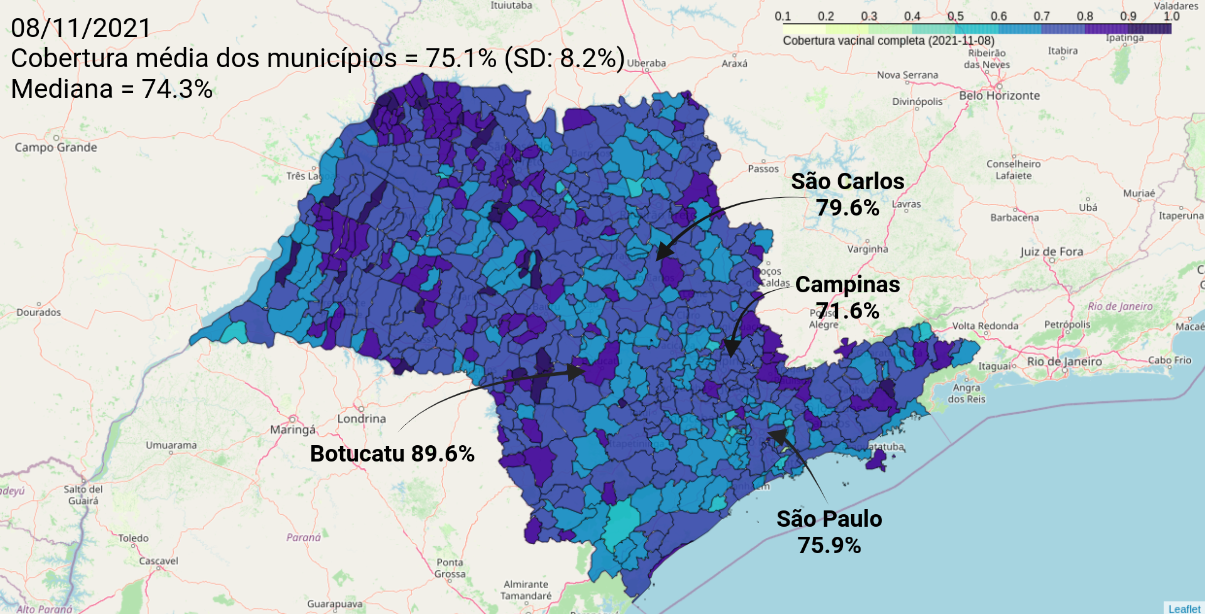 08/11/2021
Cobertura média dos municípios = 75.1% (SD: 8.2%)
Mediana = 74.3%
0.1 0.2 0.3 0.4 0.5 0.6 0.7 0.8 0.9 1.0
Cobertura vacinal completa (2021-11-08)
Ituiutaba
Valadares
Uberaba
Araxá
Ribeirão
das Neves
Itabira
Ipatinga
Nova Serrana
Divinópolis
Belo Horizonte
Campo Grande
Três Lag
Passos
Conselheiro
Lafaiete
São Carlos
79.6%
Lavras
Muriaé
Ubá
Barbacena
Itaperuna
Varginha
Juiz de Fora
oços
Caldas
Campinas
71.6%
Pouso
Alegre
Dourados
Rio de Janeiro
Volta Redonda
Petrópolis
Macaé
Itaguaí
Rio de Janeiro
Cabo Frio
Angra
dos Reis
Londrina
Maringá
Umuarama
Botucatu 89.6%
atatuba
Salto del
Guairá
ndeyú
São Paulo
75.9%
Toledo
Paraná
Cascavel
Ponta
Grossa
Almirante
Tamandaré
Guarapuava
Alto Paraná
Leaflet